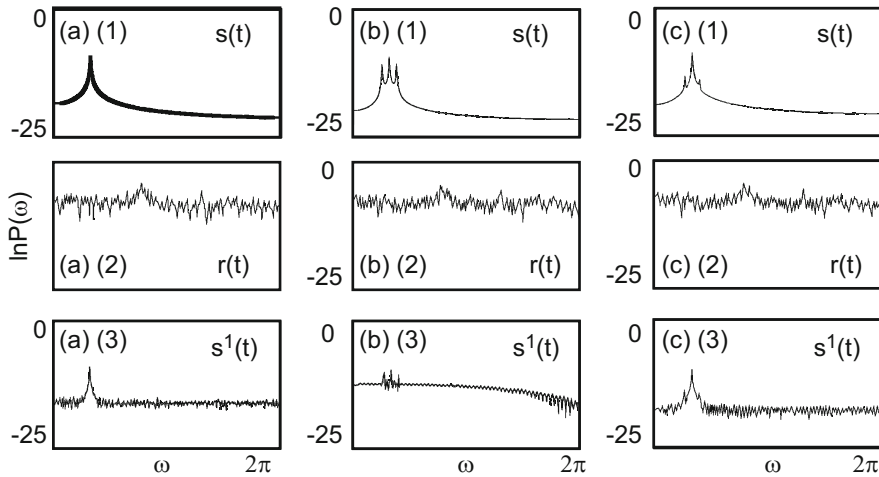 0 (a) (1) s(t)
-25
0 (b) (1) s(t)
-25
0 (c) (1) s(t)
-25
lnP(ω)
(a) (2) r(t)
0
(b) (2) r(t)
-25
0
(c) (2) r(t)
-25
0 (a) (3) s¹(t)
-25
ω 2π
0 (b) (3) s¹(t)
-25
ω 2π
0 (c) (3) s¹(t)
-25
ω 2π